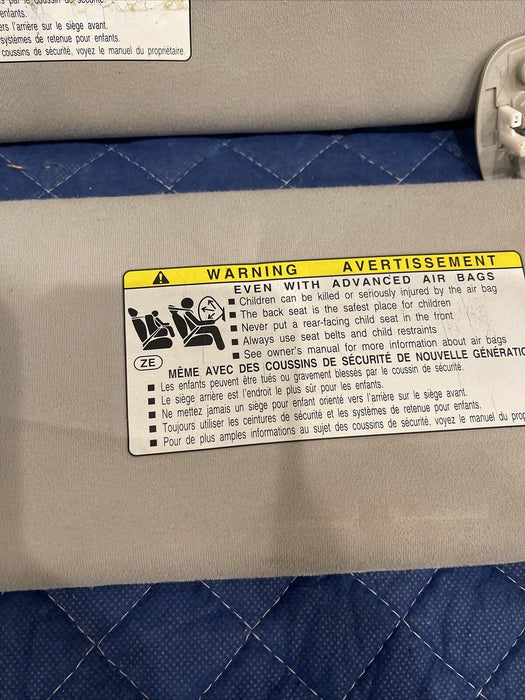 enfants.
ers l'arrière sur le siège avant.
systèmes de retenue pour enfants.
coussins de sécurité, voyez le manuel du propriétaire.
WARNING AVERTISSEMENT
EVEN WITH ADVANCED AIR BAGS
■ Children can be killed or seriously injured by the air bag
■ The back seat is the safest place for children
■ Never put a rear-facing child seat in the front
■ Always use seat belts and child restraints
■ See owner's manual for more information about air bags
ZE
MÊME AVEC DES COUSSINS DE SÉCURITÉ DE NOUVELLE GÉNÉRATIO
■ Les enfants peuvent être tués ou gravement blessés par le coussin de sécurité.
■ Le siège arrière est l'endroit le plus sûr pour les enfants.
■ Ne mettez jamais un siège pour enfant orienté vers l'arrière sur le siège avant.
■ Toujours utiliser les ceintures de sécurité et les systèmes de retenue pour enfants.
■ Pour de plus amples informations au sujet des coussins de sécurité, voyez le manuel du prop